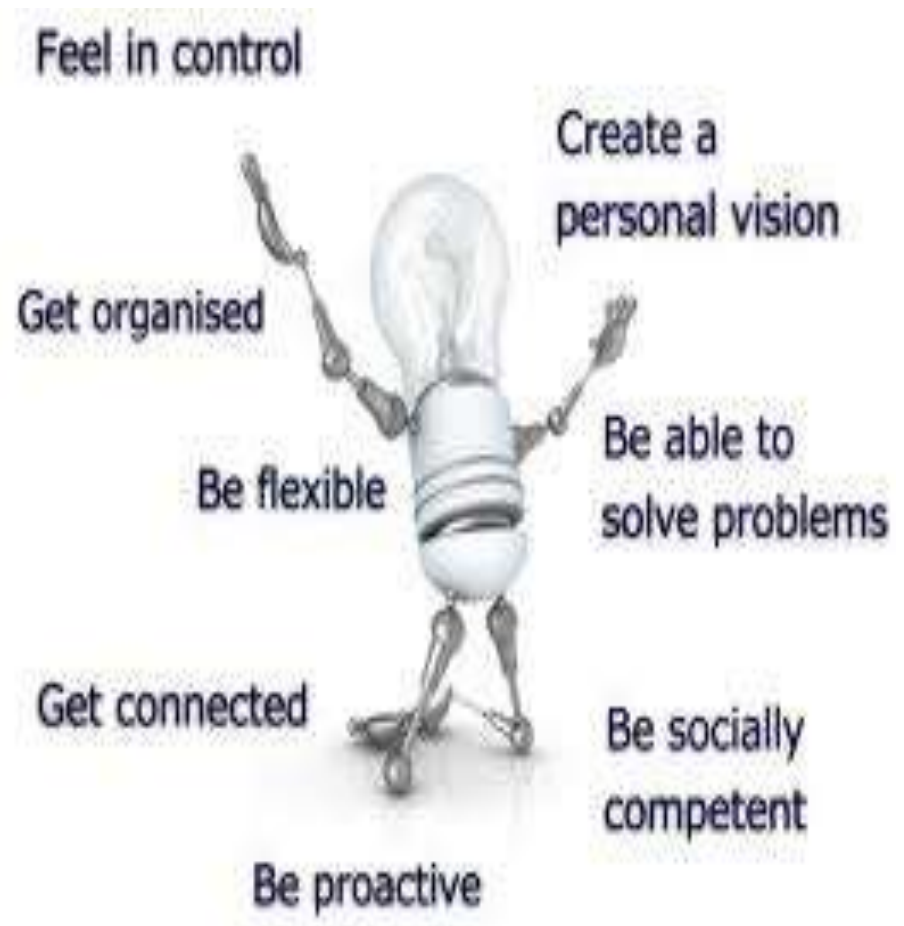 Feel in control
Create a
personal vision
Get organised
Be able to
solve problems
Be flexible
Get connected
Be socially
competent
Be proactive